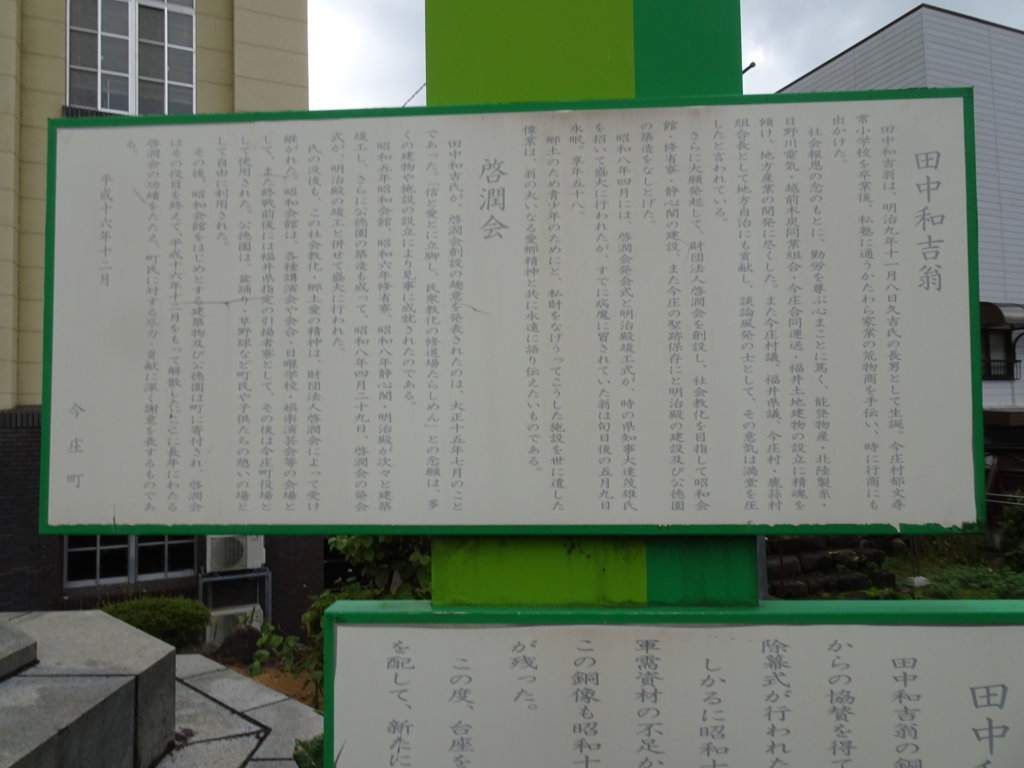 田中和吉翁
田中和吉翁は、明治九年十一月八日久吉氏の長男として生誕。今庄村郁文尋
常小学校を卒業後、私塾に通うかたわら家業の荒物商を手伝い、時に行商にも
出かけた。
社会報恩の念のもとに、勤労を尊ぶ心まことに篤く、能登物産・北陸製糸・
日野川電気・越前木炭同業組合・今庄合同運送・福井土地建物の設立に精魂を
傾け、地方産業の開発に尽くした。また今庄村議、福井県議、今庄村・鹿蒜村
組合長として地方自治にも貢献し、談論風発の士として、その意気は満堂を圧
したと言われている。
さらに大願発起して、財団法人啓潤会を創設し、社会教化を目指して昭和会
館・修省寮・静心閣の建設、また今庄の聖跡保存にと明治殿の建設及び公徳園
の築造をなしとげた。
昭和八年四月には、啓潤会発会式と明治殿竣工式が、時の県知事大達茂雄氏
を招いて盛大に行われたが、すでに病魔に冒されていた翁は旬日後の五月九日
永眠。享年五十八。
郷土のため青少年のためにと、私財をなげうってこうした施設を世に遺した
偉業は、翁の大いなる愛郷精神と共に永遠に語り伝えたいものである。
啓潤会
田中和吉氏が、啓潤会創設の趣意を発表されたのは、大正十五年七月のこと
であった。「信と愛とに立脚し、民衆教化の修道場たらしめん」との念願は、多
くの建物や施設の設立により見事に成就されたのである。
昭和五年昭和会館、昭和六年修省寮、昭和八年静心閣・明治殿が次々と建築
竣工し、さらに公徳園の築造も成って、昭和八年四月二十九日、啓潤会の発会
式が、明治殿の竣工と併せて盛大に行われた。
氏の没後も、この社会教化・郷土愛の精神は、財団法人啓潤会によって受け
継がれた。昭和会館は、各種講演会や会合・日曜学校・娯楽演芸会等の会場と
して、また終戦前後には福井県指定の引揚者寮として、その後は今庄町役場と
して使用された。公徳園は、盆踊り・草野球など町民や子供たちの憩いの場と
して自由に利用された。
その後、昭和会館をはじめとする建築物及び公徳園は町に寄付され、啓潤会
はその役目を終えて、平成十六年十二月をもって解散した。ここに長年にわたる
啓潤会の功績をたたえ、町民に対する尽力・貢献に深く謝意を表するものであ
る。
平成十六年十二月
今庄町
田中
田中和吉翁の銅
からの協賛を得て
除幕式が行われた
しかるに昭和十
軍需資材の不足か
この銅像も昭和十
が残った。
この度、台座を
を配して、新たに